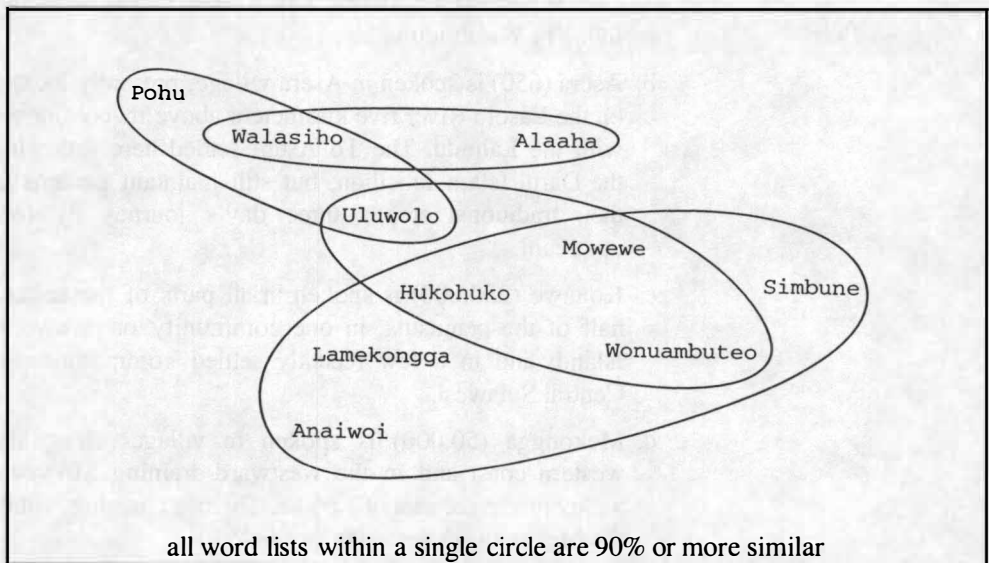 Pohu
Walasiho
Alaaha
Uluwolo
Mowewe
Hukohuko
Simbune
Lamekongga
Wonuambuteo
Anaiwoi
all word lists within a single circle are 90% or more similar